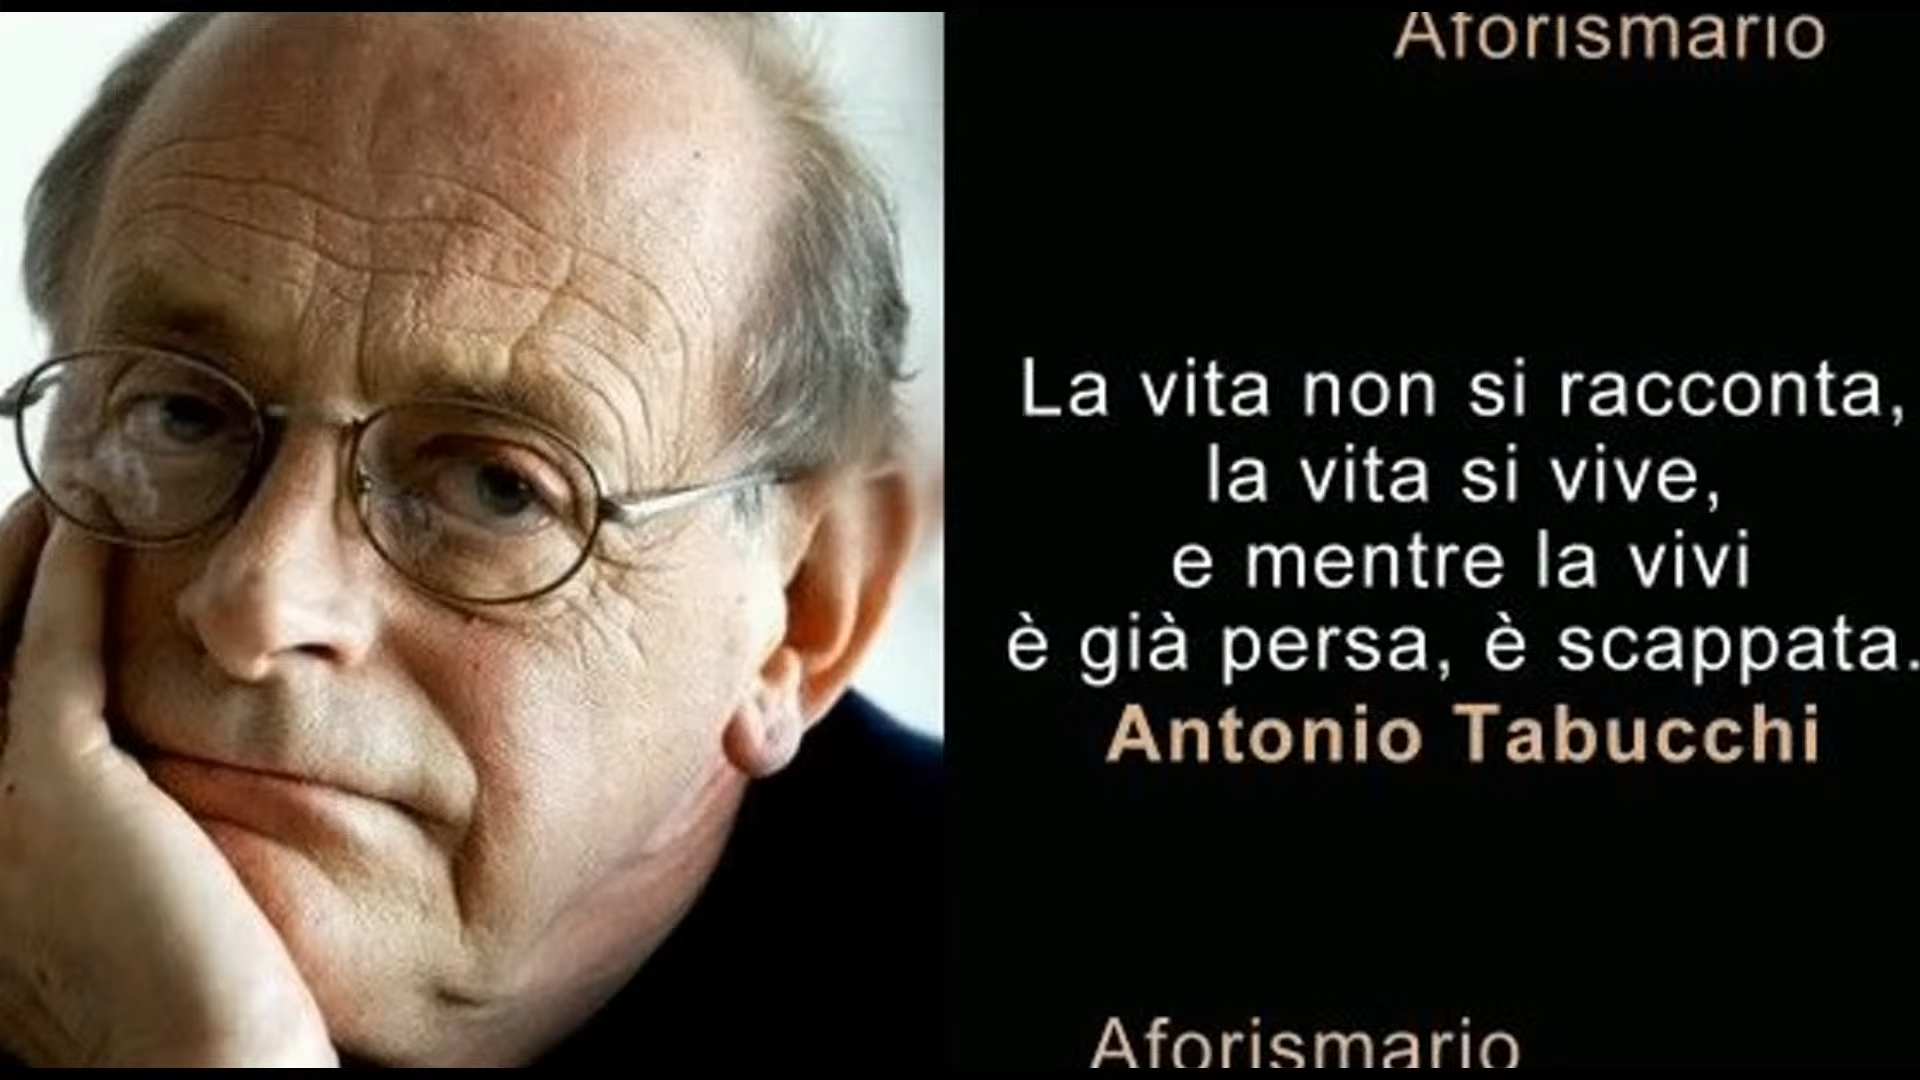 Aforismario
La vita non si racconta,
la vita si vive,
e mentre la vivi
è già persa, è scappata.
Antonio Tabucchi
Aforismario